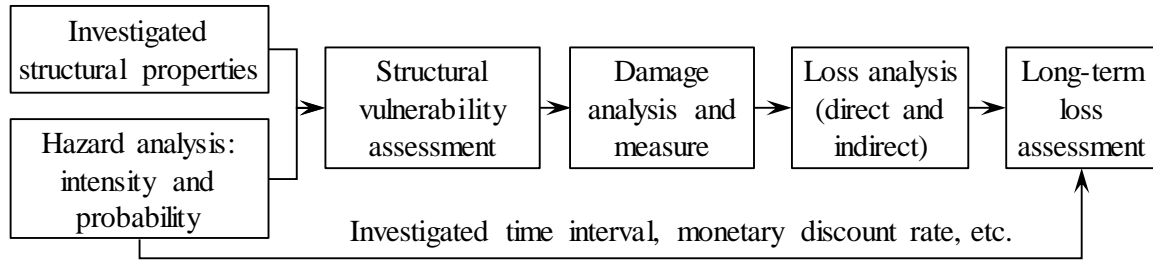 Investigated
structural properties
Hazard analysis:
intensity and
probability
Structural
vulnerability
assessment
Damage
analysis and
measure
Loss analysis
(direct and
indirect)
Long-term
loss
assessment
Investigated time interval, monetary discount rate, etc.